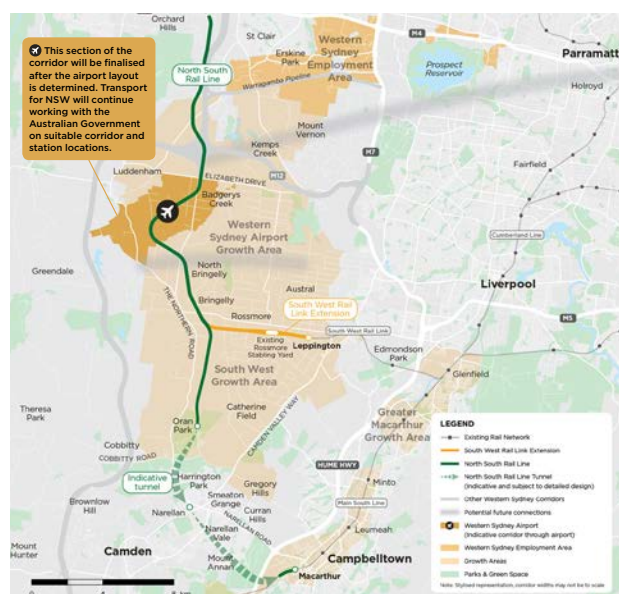 Orchard
Hills
St Clair
Erskine
Park
Western
Sydney
Employment
Area
M4
Parramatt
Prospect
Reservoir
Holroyd
This section of the
corridor will be finalised
after the airport layout
is determined. Transport
for NSW will continue
working with the
Australian Government
on suitable corridor and
station locations.
North South
Rail Line
Warragamba Pipeline
Mount
Vernon
Kemps
Creek
M7
Fairfield
Luddenham
ELIZABETH DRIVE
M12
Badgerys
Creek
Western
Sydney Airport
Growth Area
Cumberland Line
Greendale
North
Bringelly
Liverpool
Austral
Bringelly
THE NORTHERN ROAD
South West Rail
Link Extension
Rossmore
South West Rail Link
M5
Existing
Rossmore
Stabling Yard
Leppington
Edmondson
Park
South West
Growth Area
Glenfield
Theresa
Park
Oran
Park
Catherine
Field
CAMDEN VALLEY WAY
Greater
Macarthur
Growth Area
Cobbitty
COBBITTY ROAD
HUME HWY
Indicative
tunnel
Harrington
Park
Gregory
Hills
Minto
Smeaton
Grange
Main South Line
Brownlow
Hill
Narellan
Curran
Hills
NARELLAN ROAD
Leumeah
Narellan
Vale
Mount
Hunter
Camden
Mount
Annan
Campbelltown
Macarthur
0
4
8 km
LEGEND
Existing Rail Network
South West Rail Link Extension
North South Rail Line
North South Rail Line Tunnel
(Indicative and subject to detailed design)
Other Western Sydney Corridors
Potential future connections
Western Sydney Airport
(Indicative corridor through airport)
Western Sydney Employment Area
Growth Areas
Parks & Green Space
Note: Stylised representation, corridor widths may not be to scale